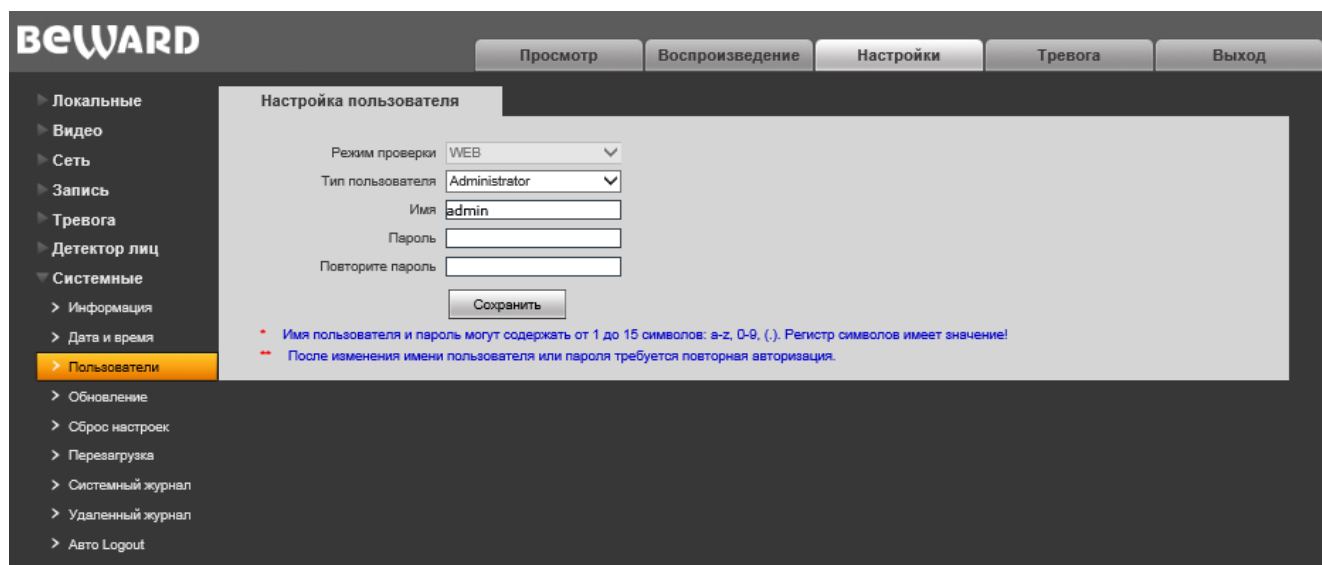 BEWARD
Просмотр
Воспроизведение
Настройки
Тревога
Выход
Локальные
Видео
Сеть
Запись
Тревога
Детектор лиц
Системные
Информация
Дата и время
Пользователи
Обновление
Сброс настроек
Перезагрузка
Системный журнал
Удаленный журнал
Авто Logout
Настройка пользователя
Режим проверки WEB
Тип пользователя Administrator
Имя admin
Пароль
Повторите пароль
Сохранить
* Имя пользователя и пароль могут содержать от 1 до 15 символов: a-z, 0-9, (.). Регистр символов имеет значение!
** После изменения имени пользователя или пароля требуется повторная авторизация.